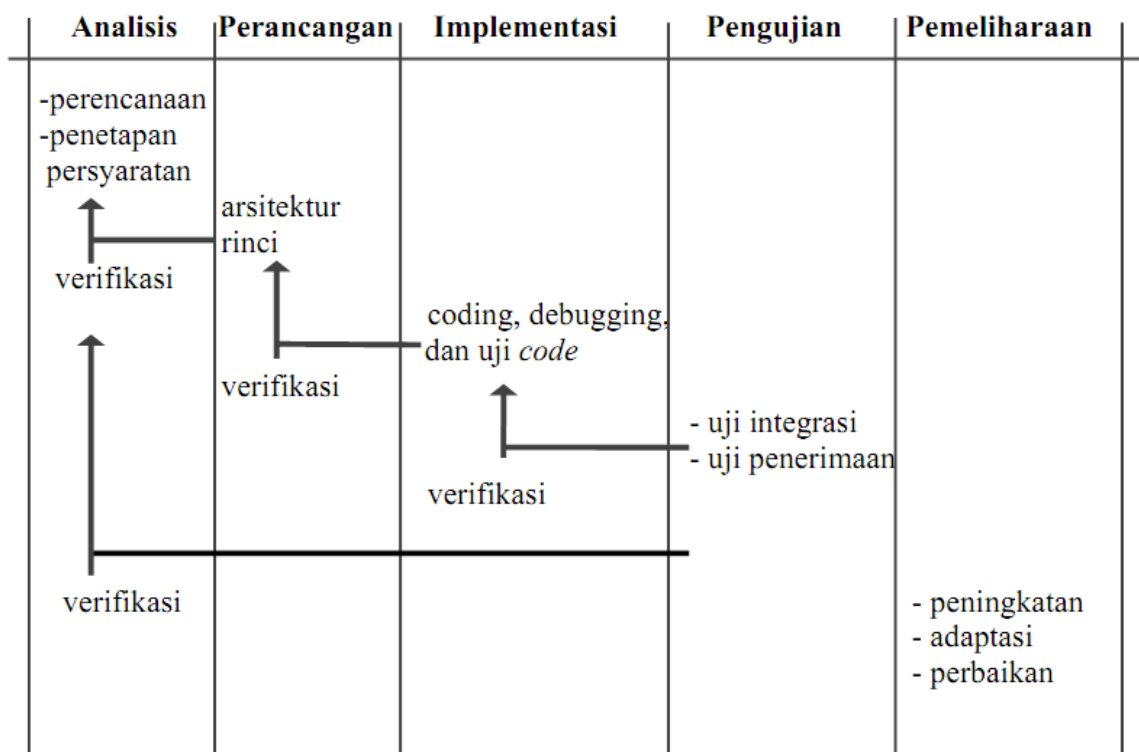 Analisis Perancangan Implementasi Pengujian Pemeliharaan
-perencanaan
-penetapan
persyaratan
arsitektur
rinci
verifikasi
coding, debugging,
dan uji code
verifikasi
- uji integrasi
- uji penerimaan
verifikasi
verifikasi
- peningkatan
- adaptasi
- perbaikan